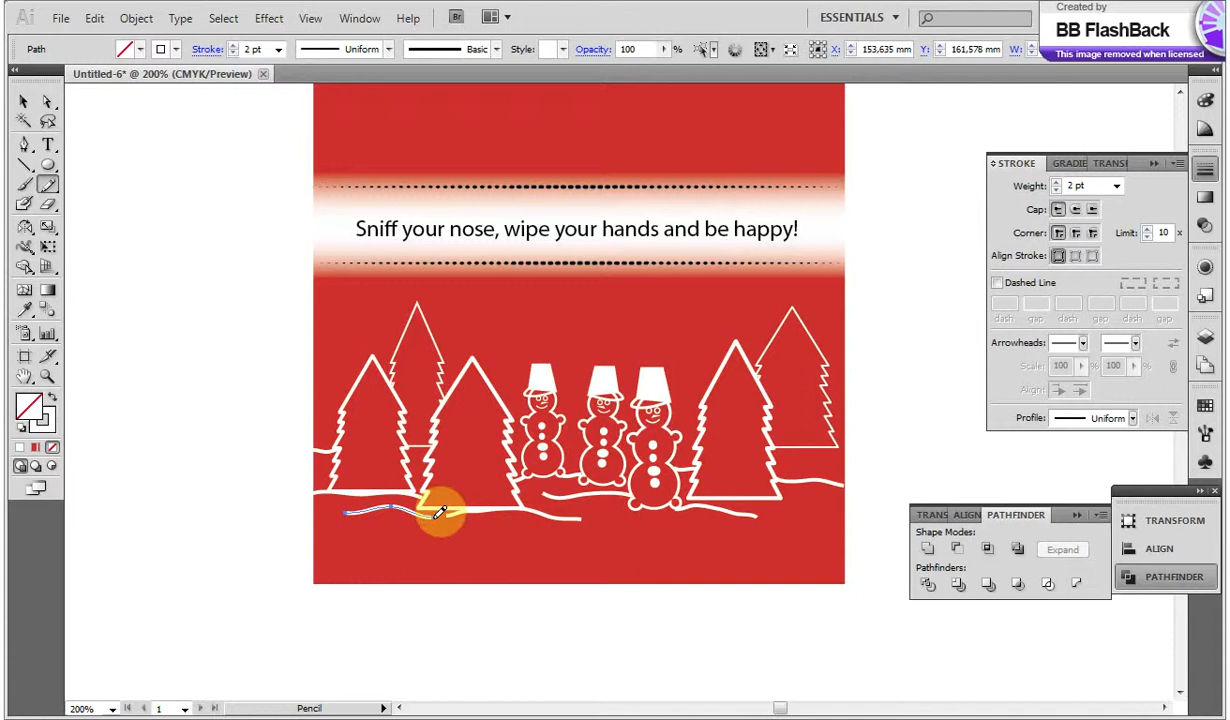 Ai
File Edit Object Type Select Effect View Window Help
Br
ESSENTIALS
Created by
BB FlashBack
This image removed when licensed
Path
Stroke: 2 pt
Uniform
Basic
Style:
Opacity: 100 %
X: 153,635 mm
Y: 161,578 mm
W:
Untitled-6* @ 200% (CMYK/Preview)
Sniff your nose, wipe your hands and be happy!
STROKE GRADIE TRANSI
Weight: 2 pt
Cap:
Corner: Limit: 10 x
Align Stroke:
Dashed Line
dash gap dash gap dash gap
Arrowheads:
Scale: 100 % 100 %
Align:
Profile: Uniform
TRANS ALIGN PATHFINDER
Shape Modes:
Expand
Pathfinders:
TRANSFORM
ALIGN
PATHFINDER
200% 1 Pencil